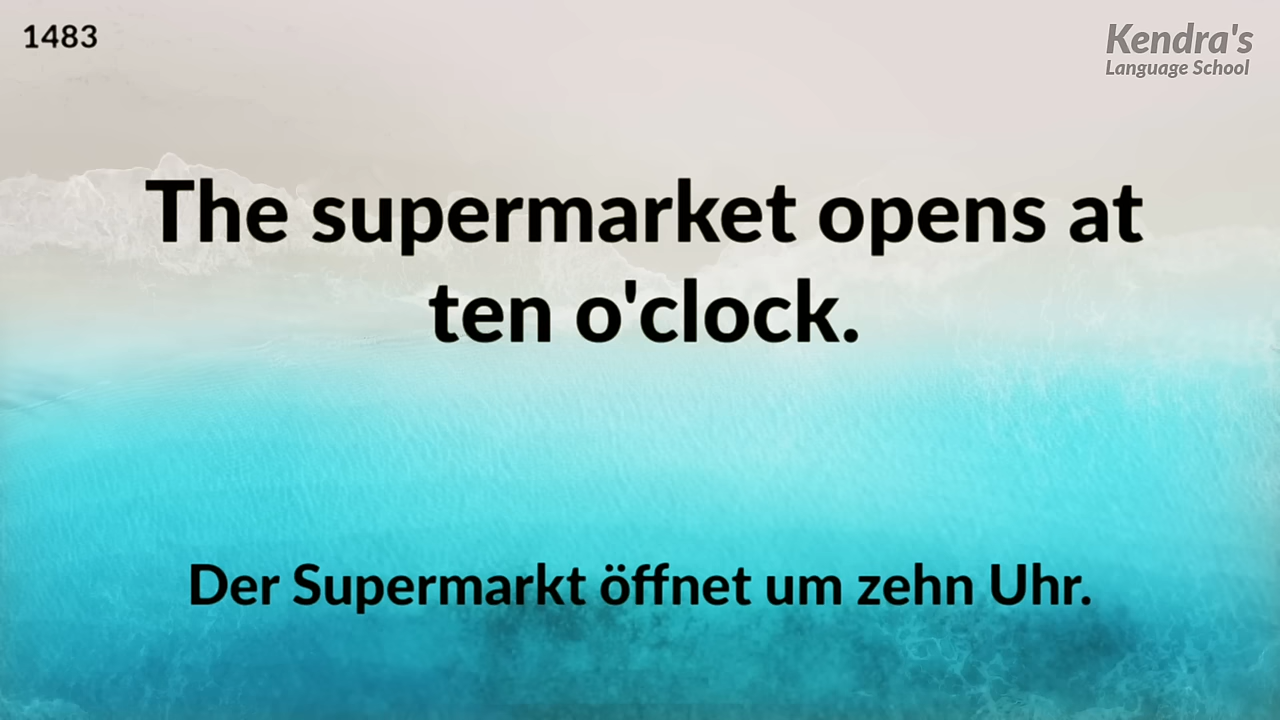 1483
Kendra's
Language School
The supermarket opens at
ten o'clock.
Der Supermarkt öffnet um zehn Uhr.